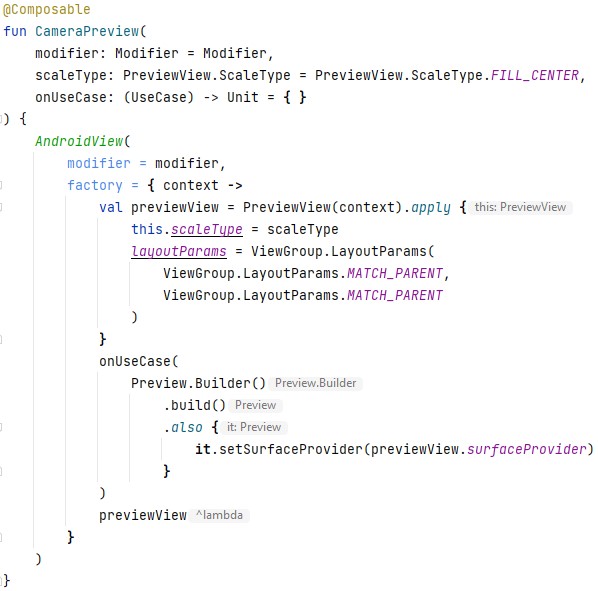 @Composable
fun CameraPreview(
    modifier: Modifier = Modifier,
    scaleType: PreviewView.ScaleType = PreviewView.ScaleType.FILL_CENTER,
    onUseCase: (UseCase) -> Unit = { }
) {
    AndroidView(
        modifier = modifier,
        factory = { context ->
            val previewView = PreviewView(context).apply { this: PreviewView
                this.scaleType = scaleType
                layoutParams = ViewGroup.LayoutParams(
                    ViewGroup.LayoutParams.MATCH_PARENT,
                    ViewGroup.LayoutParams.MATCH_PARENT
                )
            }
            onUseCase(
                Preview.Builder() Preview.Builder
                    .build() Preview
                    .also { it: Preview
                        it.setSurfaceProvider(previewView.surfaceProvider)
                    }
            )
            previewView ^lambda
        }
    )
}